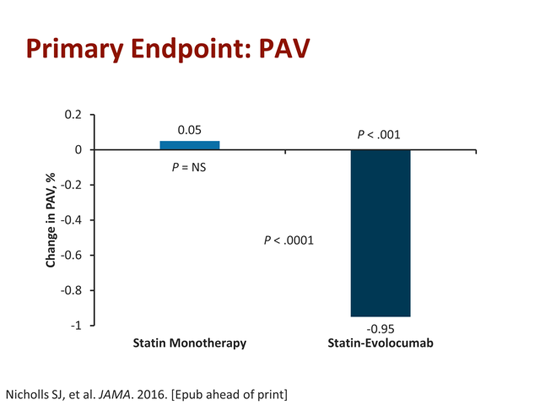 Primary Endpoint: PAV
Change in PAV, %
0.2
0
-0.2
-0.4
-0.6
-0.8
-1
0.05
P = NS
P < .001
P < .0001
-0.95
Statin Monotherapy
Statin-Evolocumab
Nicholls SJ, et al. JAMA. 2016. [Epub ahead of print]